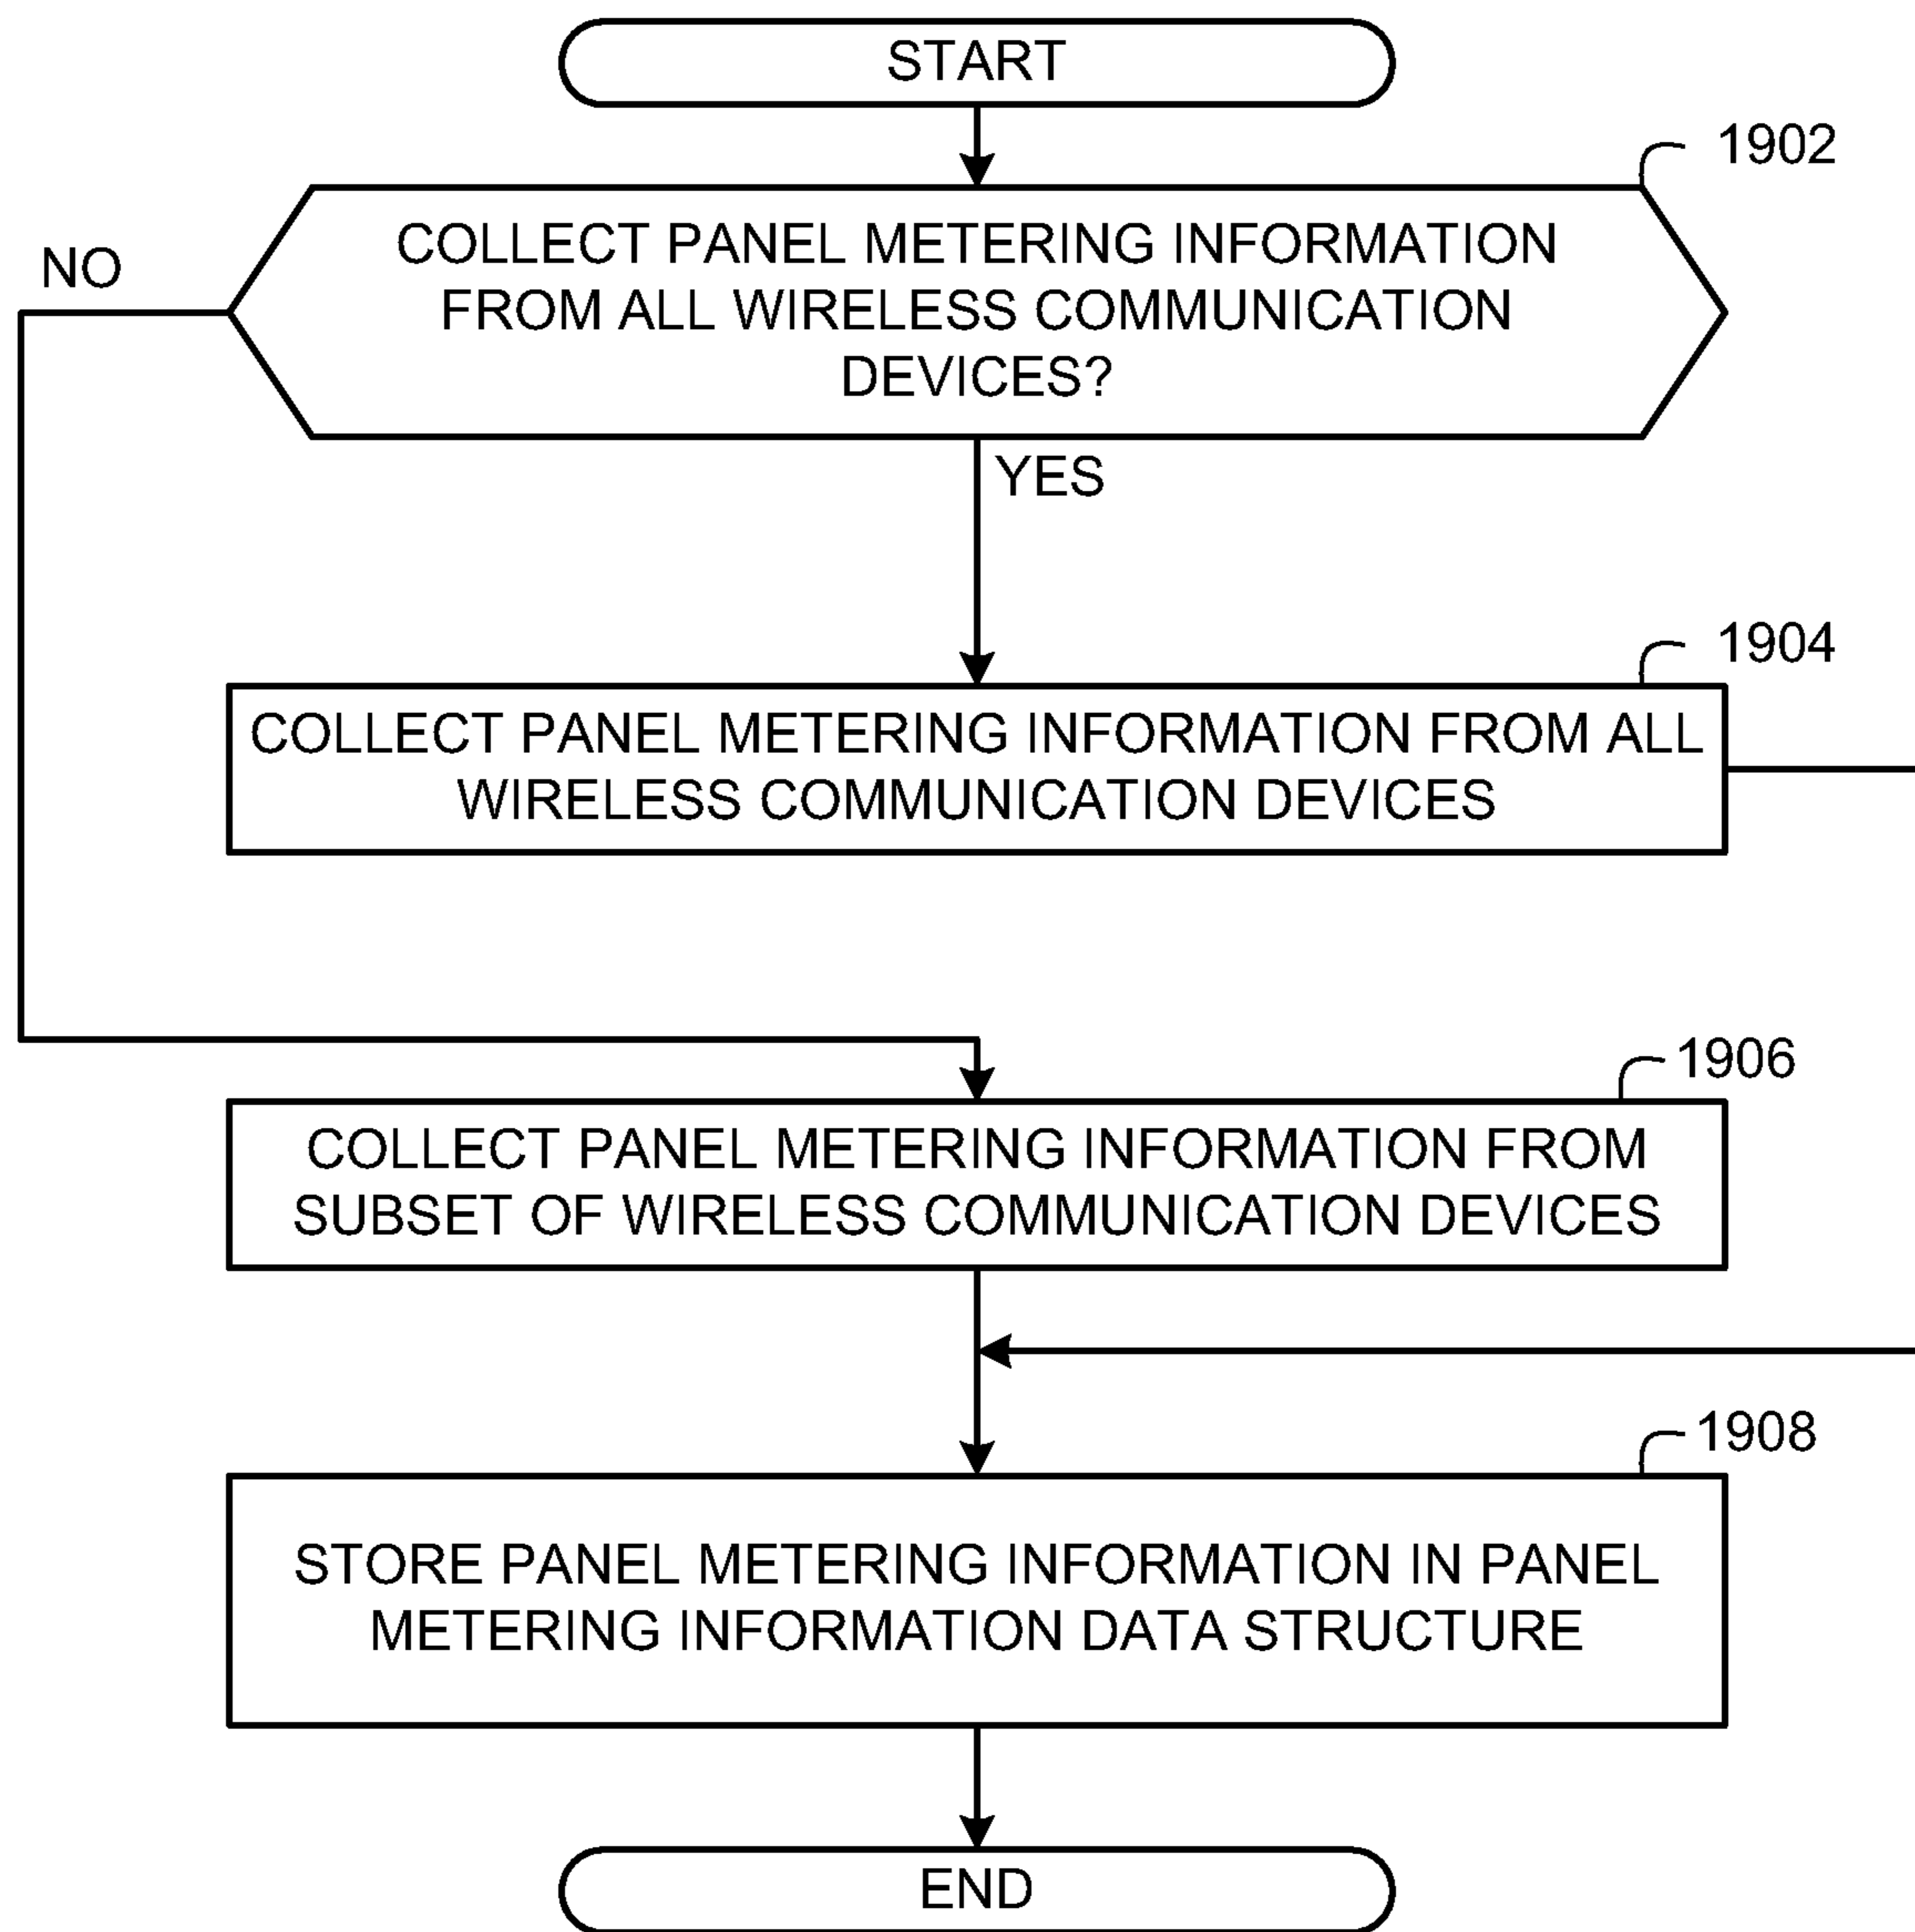 START
1902
NO
COLLECT PANEL METERING INFORMATION
FROM ALL WIRELESS COMMUNICATION
DEVICES?
YES
1904
COLLECT PANEL METERING INFORMATION FROM ALL
WIRELESS COMMUNICATION DEVICES
1906
COLLECT PANEL METERING INFORMATION FROM
SUBSET OF WIRELESS COMMUNICATION DEVICES
1908
STORE PANEL METERING INFORMATION IN PANEL
METERING INFORMATION DATA STRUCTURE
END